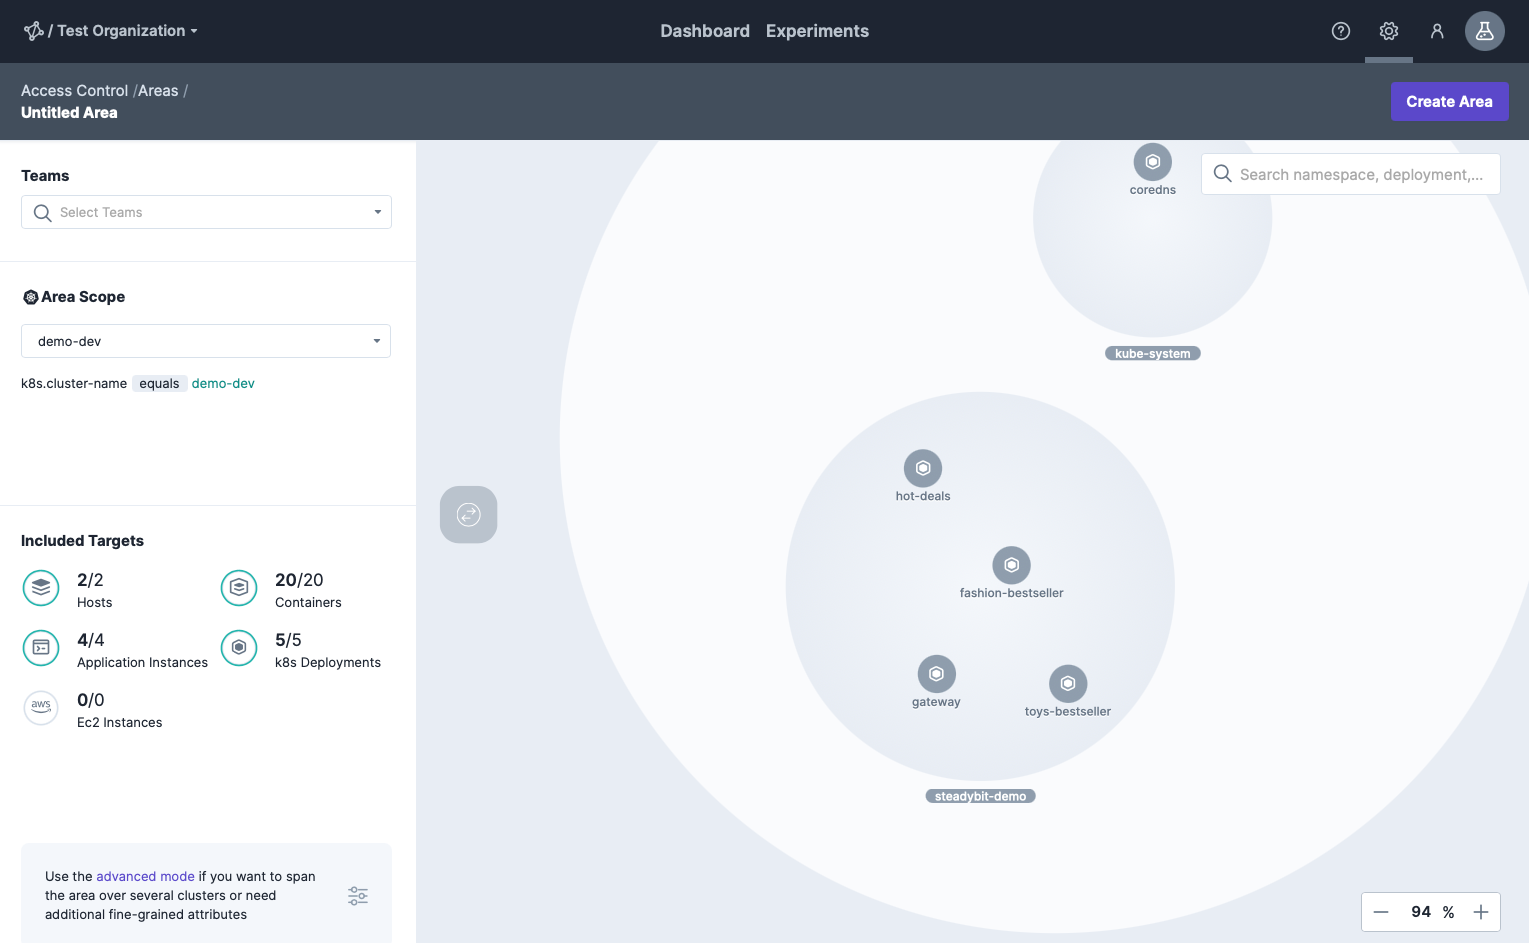 / Test Organization
Dashboard
Experiments
Access Control /Areas /
Untitled Area
Create Area
Teams
Select Teams
Area Scope
demo-dev
k8s.cluster-name equals demo-dev
Included Targets
2/2
Hosts
20/20
Containers
4/4
Application Instances
5/5
k8s Deployments
aws
0/0
Ec2 Instances
Use the advanced mode if you want to span
the area over several clusters or need
additional fine-grained attributes
Search namespace, deployment,...
coredns
kube-system
hot-deals
fashion-bestseller
gateway
toys-bestseller
steadybit-demo
94 %